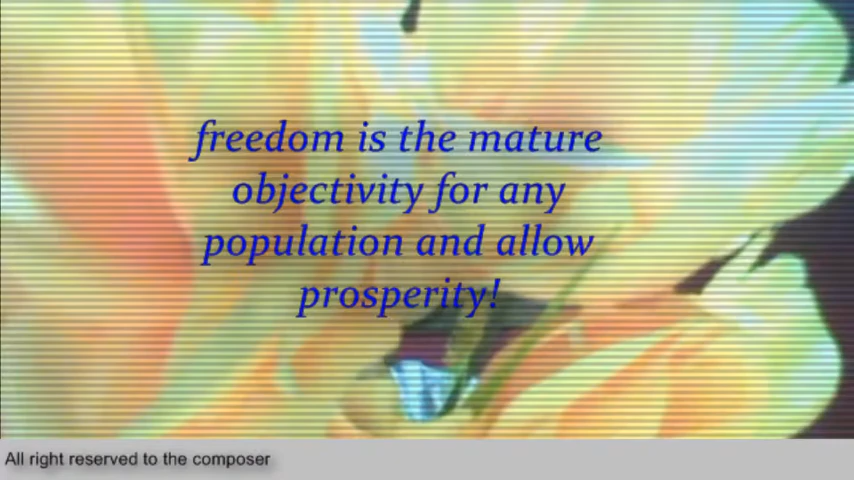 freedom is the mature
objectivity for any
population and allow
prosperity!
All right reserved to the composer